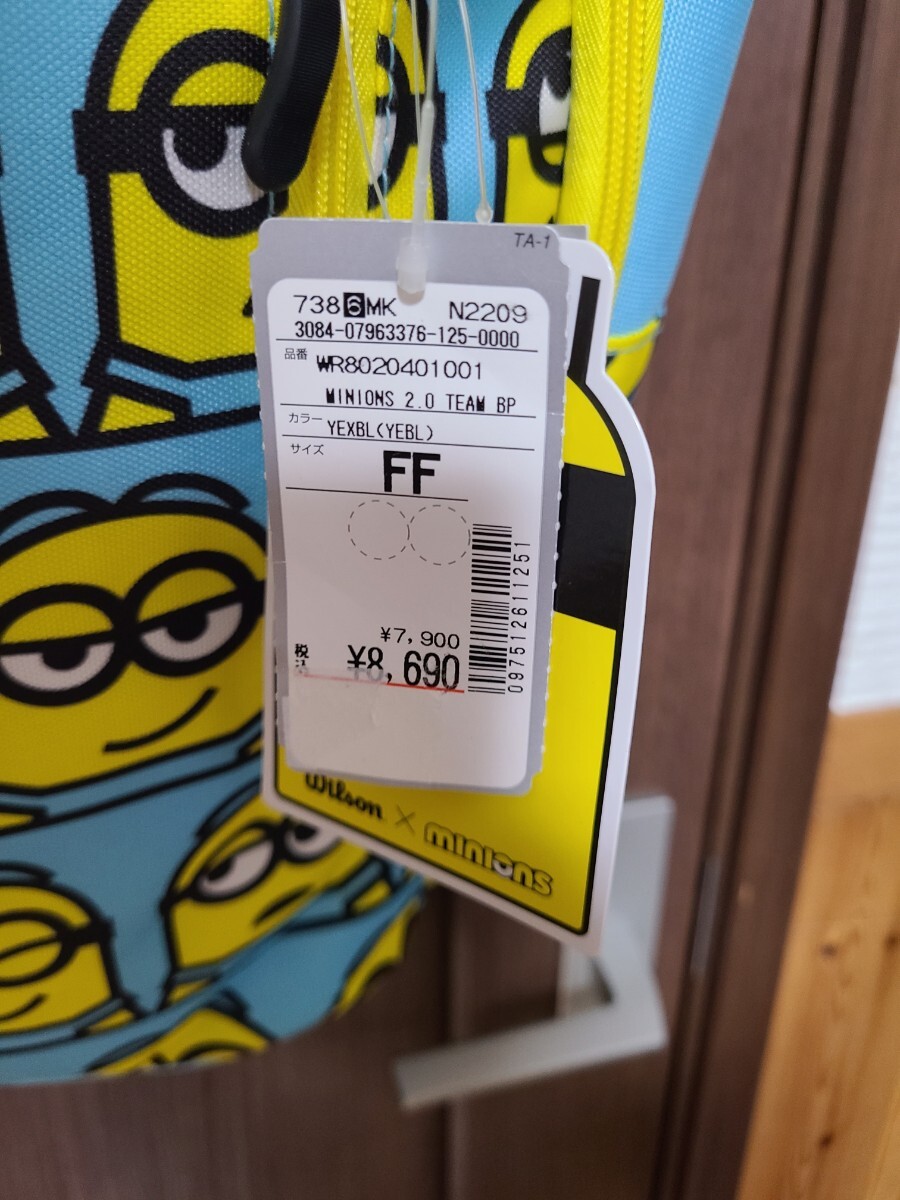 TA-1
738 6 MK N2209
3084-07963376-125-0000
品番 WR8020401001
MINIONS 2.0 TEAM BP
カラー YEXBL(YEBL)
サイズ FF
¥7,900
税込 ¥8,690
097512611251
Wilson × MINIONS